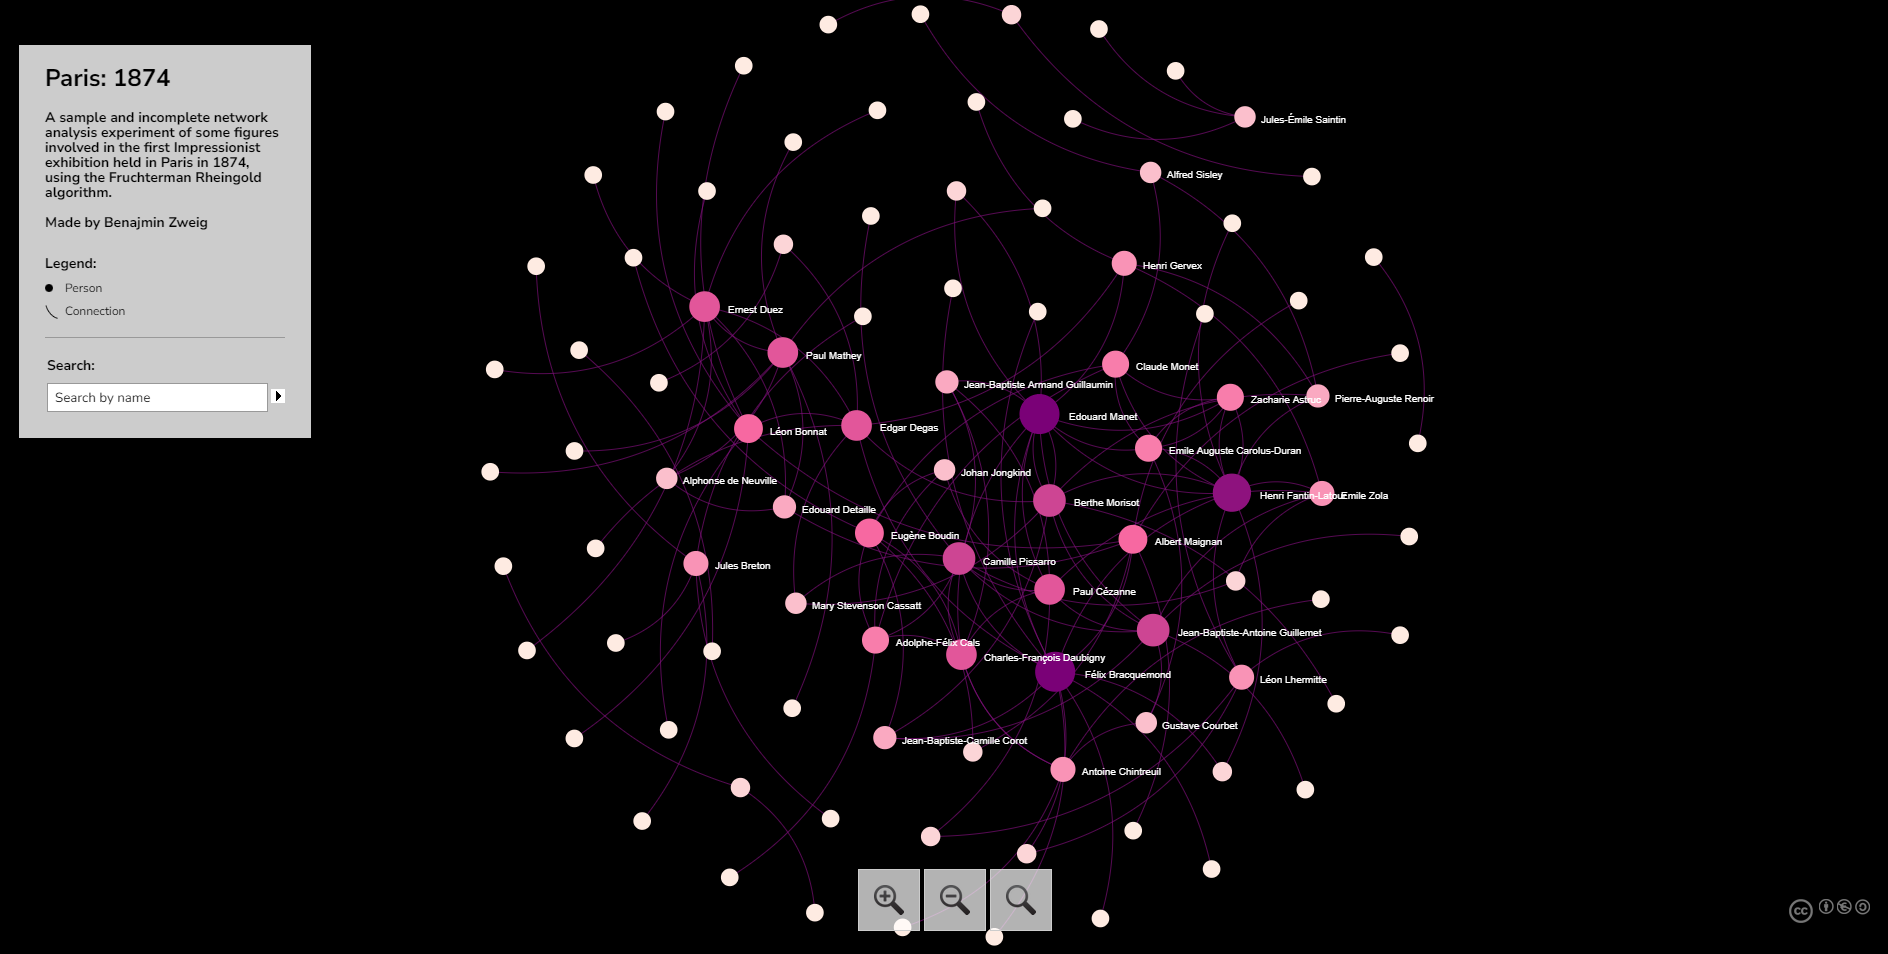 Paris: 1874
A sample and incomplete network
analysis experiment of some figures
involved in the first Impressionist
exhibition held in Paris in 1874,
using the Fruchterman Rheingold
algorithm.
Made by Benajmin Zweig
Legend:
Person
Connection
Search:
Search by name
Jules-Émile Saintin
Alfred Sisley
Henri Gervex
Ernest Duez
Paul Mathey
Claude Monet
Jean-Baptiste Armand Guillaumin
Zacharie Astruc
Pierre-Auguste Renoir
Edouard Manet
Edgar Degas
Léon Bonnat
Emile Auguste Carolus-Duran
Johan Jongkind
Alphonse de Neuville
Henri Fantin-Latour
Emile Zola
Berthe Morisot
Edouard Detaille
Eugène Boudin
Albert Maignan
Camille Pissarro
Jules Breton
Paul Cézanne
Mary Stevenson Cassatt
Jean-Baptiste-Antoine Guillemet
Adolphe-Félix Cals
Charles-François Daubigny
Félix Bracquemond
Léon Lhermitte
Gustave Courbet
Jean-Baptiste-Camille Corot
Antoine Chintreuil
cc